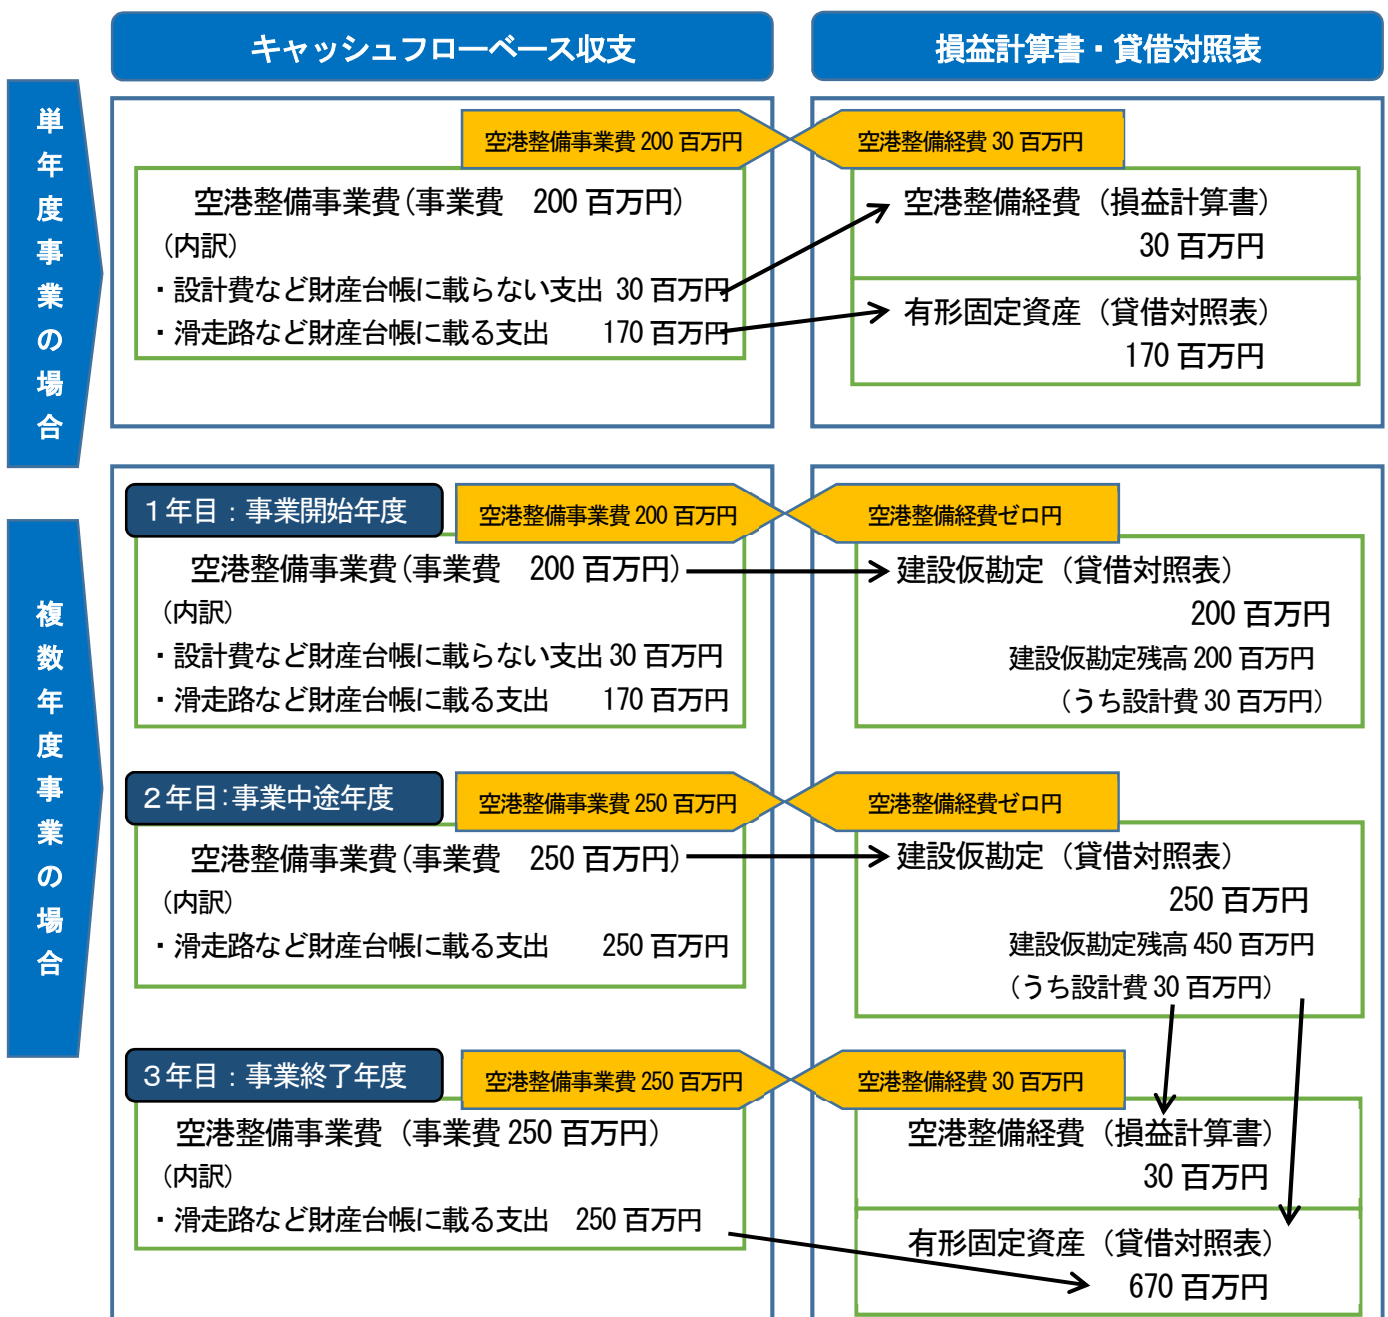 キャッシュフローベース収支
損益計算書・貸借対照表
単年度事業の場合
空港整備事業費 200 百万円
空港整備経費 30 百万円
空港整備事業費(事業費　200 百万円)
(内訳)
・設計費など財産台帳に載らない支出 30 百万円
・滑走路など財産台帳に載る支出　　170 百万円
空港整備経費（損益計算書）
30 百万円
有形固定資産（貸借対照表）
170 百万円
複数年度事業の場合
１年目：事業開始年度
空港整備事業費 200 百万円
空港整備経費ゼロ円
空港整備事業費(事業費　200 百万円)
(内訳)
・設計費など財産台帳に載らない支出 30 百万円
・滑走路など財産台帳に載る支出　　170 百万円
建設仮勘定（貸借対照表）
200 百万円
建設仮勘定残高 200 百万円
（うち設計費 30 百万円）
２年目:事業中途年度
空港整備事業費 250 百万円
空港整備経費ゼロ円
空港整備事業費(事業費　250 百万円)
(内訳)
・滑走路など財産台帳に載る支出　　250 百万円
建設仮勘定（貸借対照表）
250 百万円
建設仮勘定残高 450 百万円
（うち設計費 30 百万円）
３年目：事業終了年度
空港整備事業費 250 百万円
空港整備経費 30 百万円
空港整備事業費（事業費 250 百万円）
(内訳)
・滑走路など財産台帳に載る支出　250 百万円
空港整備経費（損益計算書）
30 百万円
有形固定資産（貸借対照表）
670 百万円